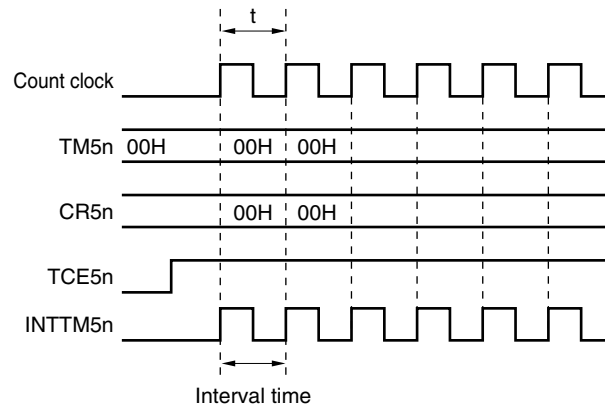 t
Count clock
TM5n 00H 00H 00H
CR5n 00H 00H
TCE5n
INTTM5n
Interval time